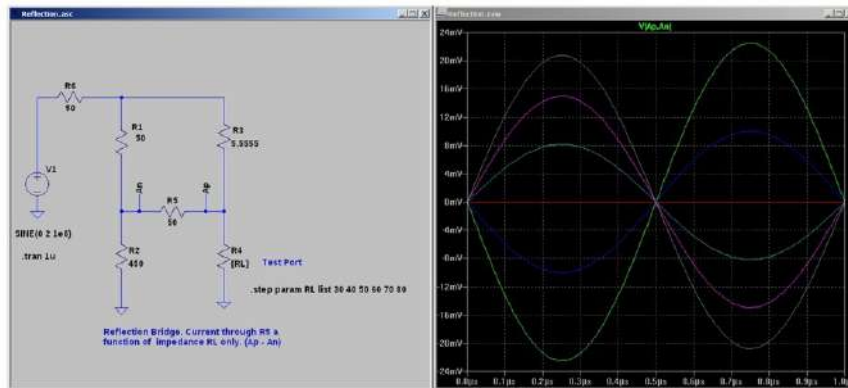 Reflection.asc
R6
50
R1
50
R3
5.5555
V1
An
R5
50
Ap
SINE(0 2 1e6)
.tran 1u
R2
450
R4
{RL}
Test Port
.step param RL list 30 40 50 60 70 80
Reflection Bridge. Current through R5 a
function of impedance RL only. (Ap - An)
V(Ap,An)
24mV
20mV
16mV
12mV
8mV
4mV
0mV
-4mV
-8mV
-12mV
-16mV
-20mV
-24mV
0.0µs
0.1µs
0.2µs
0.3µs
0.4µs
0.5µs
0.6µs
0.7µs
0.8µs
0.9µs